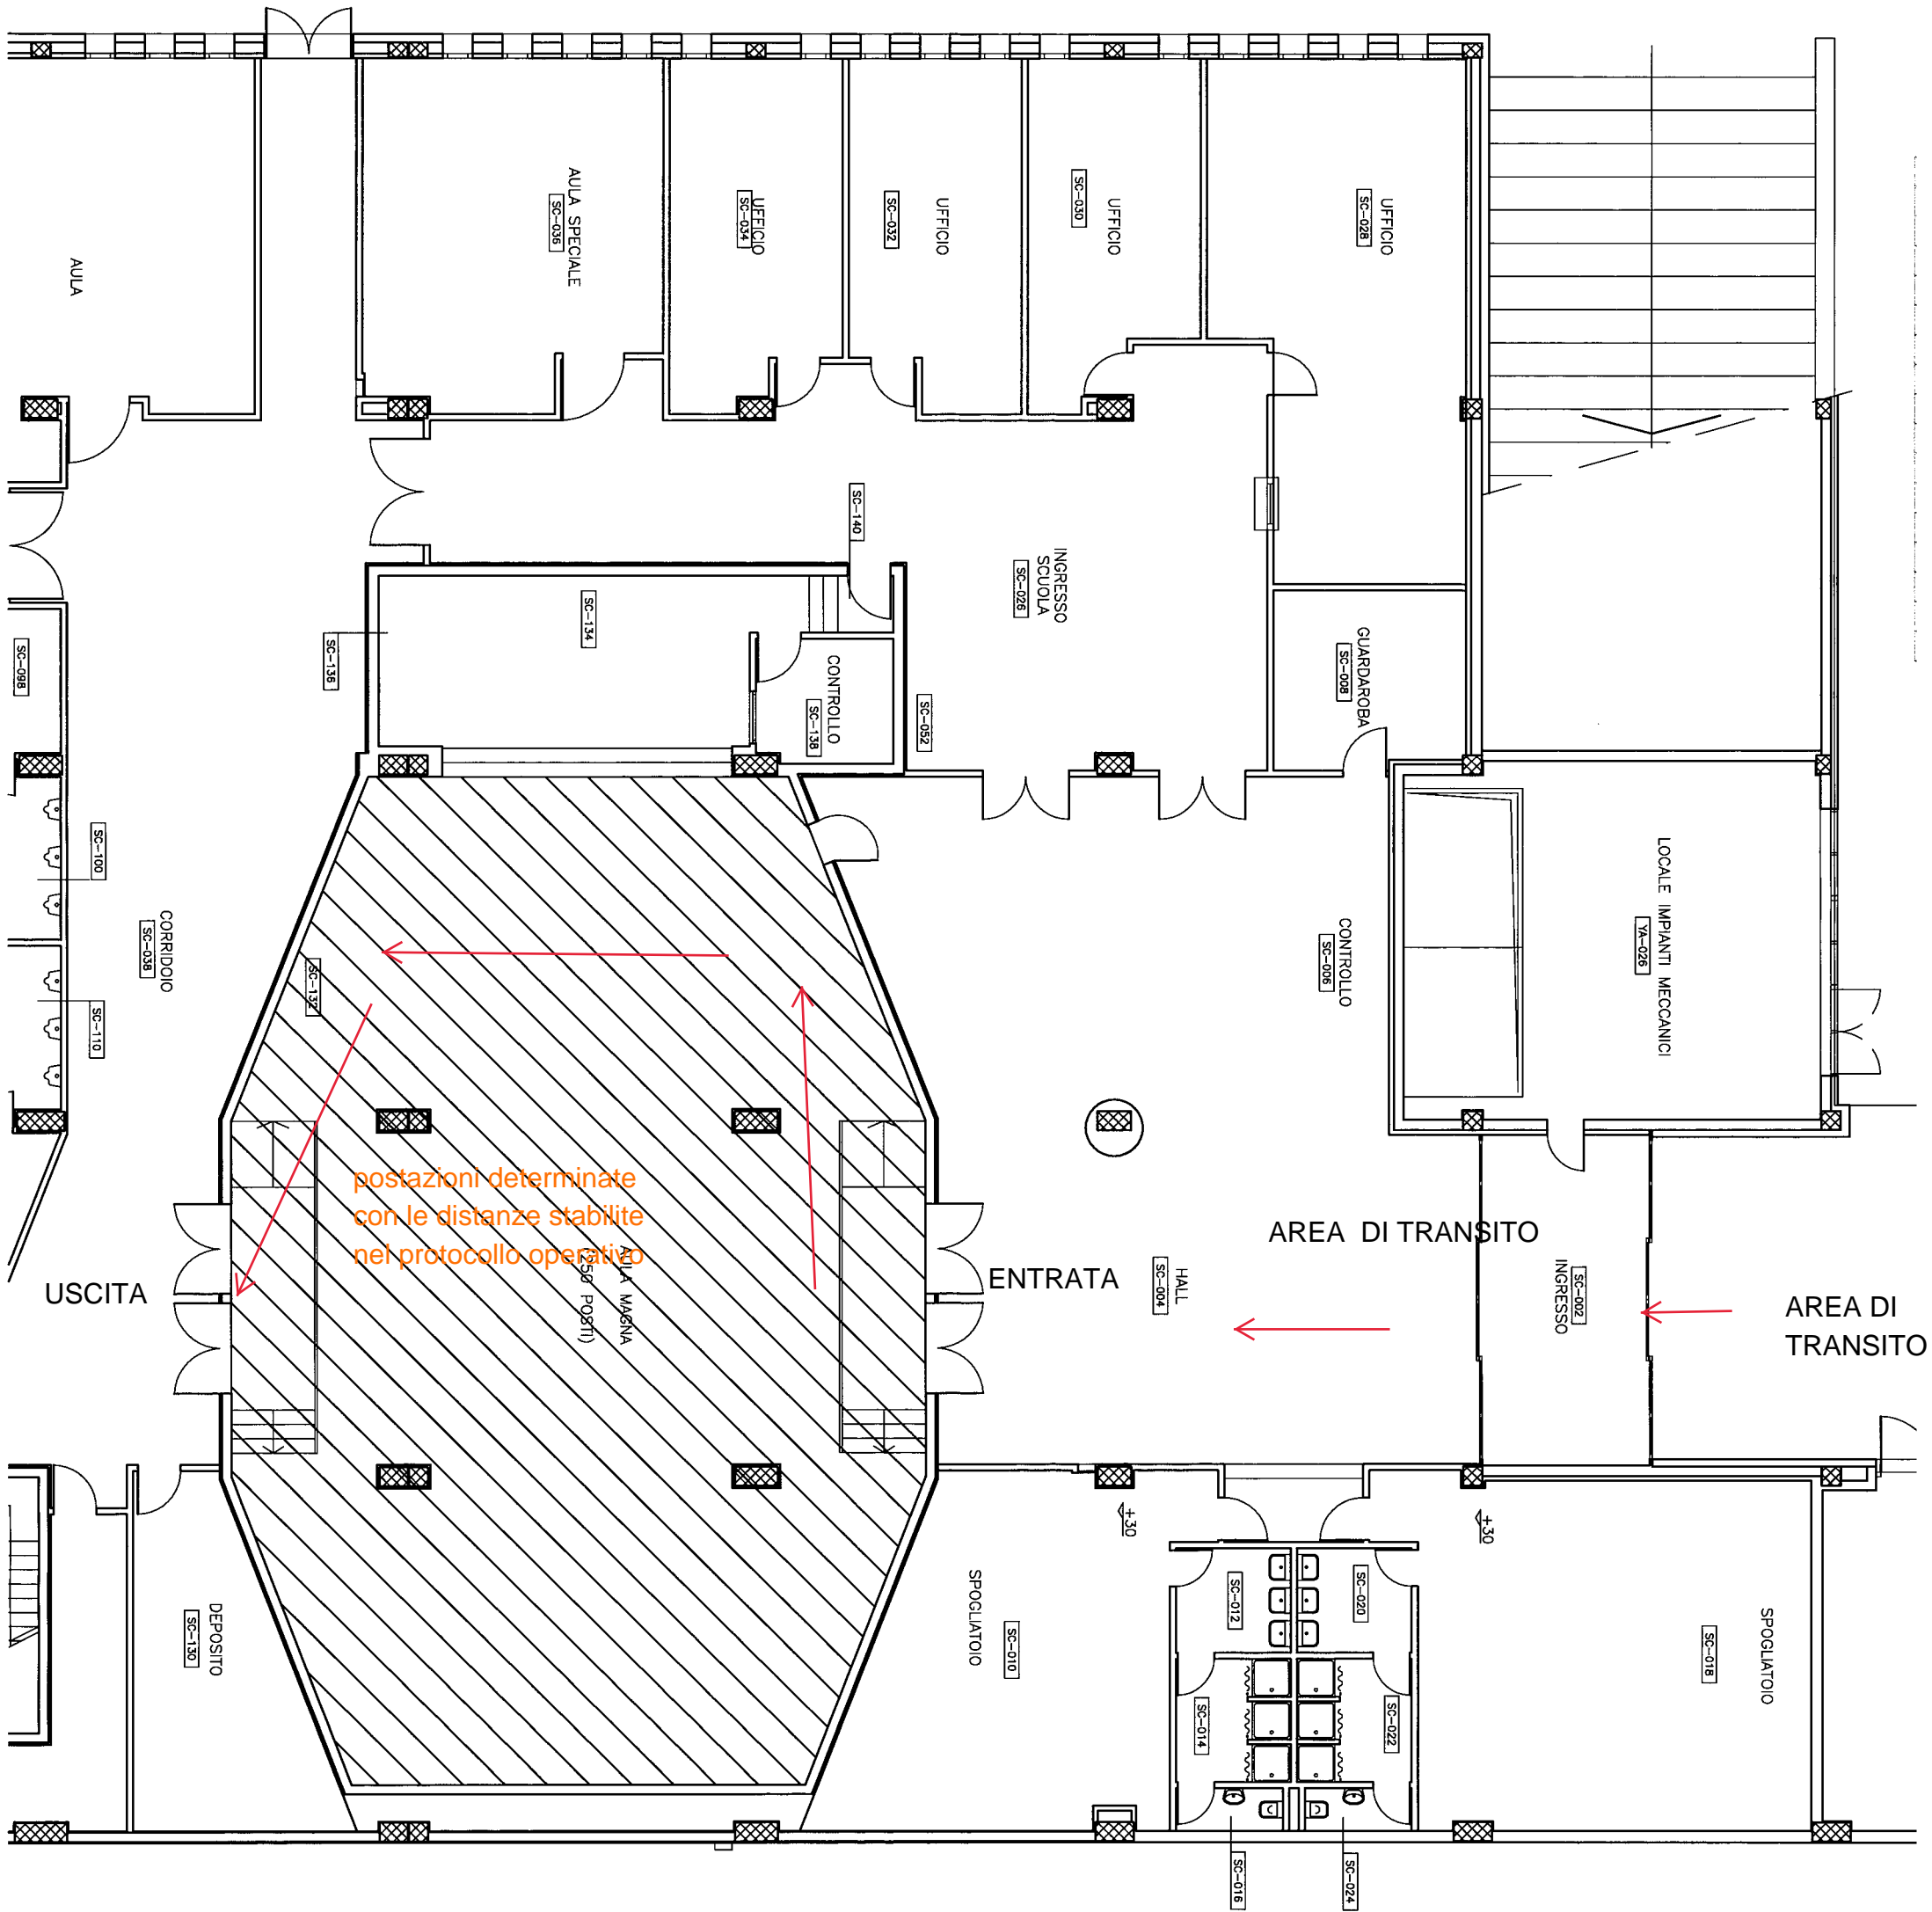 AULA
AULA SPECIALE
SC-036
UFFICIO
SC-034
UFFICIO
SC-032
UFFICIO
SC-030
UFFICIO
SC-028
SC-140
INGRESSO
SCUOLA
SC-026
SC-134
SC-136
SC-098
CONTROLLO
SC-138
SC-052
GUARDAROBA
SC-008
SC-100
CORRIDOIO
SC-038
SC-110
SC-132
CONTROLLO
SC-006
LOCALE IMPIANTI MECCANICI
YA-026
postazioni determinate
con le distanze stabilite
nel protocollo operativo
AULA MAGNA
(250 POSTI)
USCITA
ENTRATA
HALL
SC-004
AREA DI TRANSITO
SC-002
INGRESSO
AREA DI
TRANSITO
+30
+30
DEPOSITO
SC-130
SPOGLIATOIO
SC-010
SC-012
SC-020
SC-014
SC-022
SPOGLIATOIO
SC-018
SC-016
SC-024